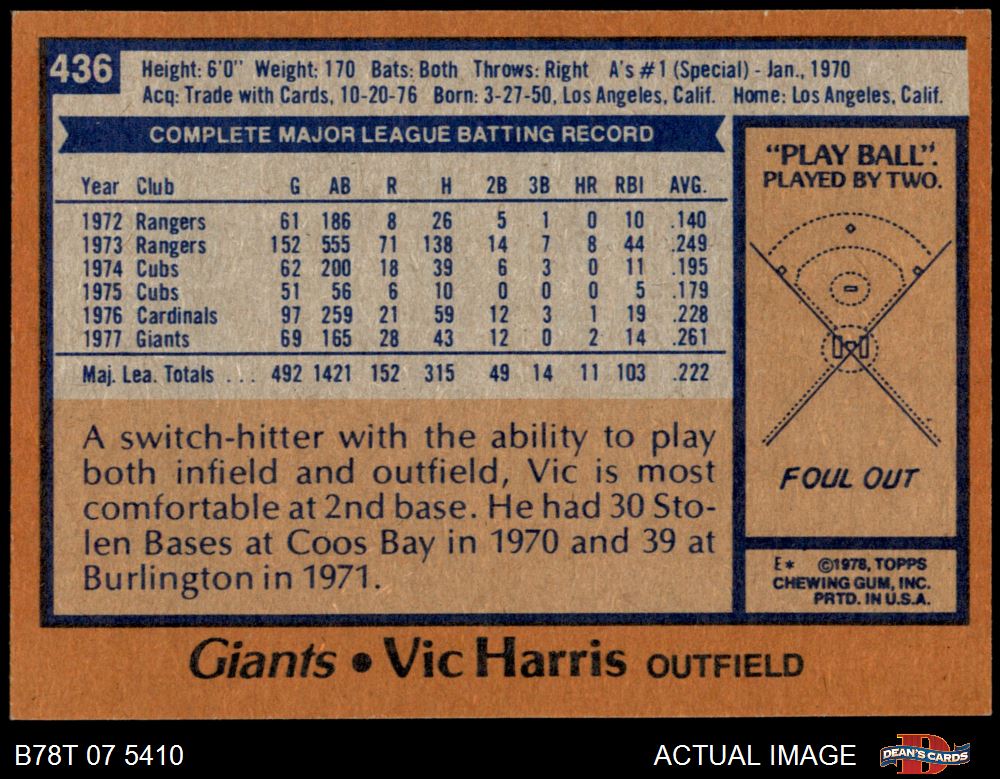 436
Height: 6'0" Weight: 170 Bats: Both Throws: Right A's #1 (Special) - Jan., 1970
Acq: Trade with Cards, 10-20-76 Born: 3-27-50, Los Angeles, Calif. Home: Los Angeles, Calif.
COMPLETE MAJOR LEAGUE BATTING RECORD
Year Club G AB R H 2B 3B HR RBI AVG.
1972 Rangers 61 186 8 26 5 1 0 10 .140
1973 Rangers 152 555 71 138 14 7 8 44 .249
1974 Cubs 62 200 18 39 6 3 0 11 .195
1975 Cubs 51 56 6 10 0 0 0 5 .179
1976 Cardinals 97 259 21 59 12 3 1 19 .228
1977 Giants 69 165 28 43 12 0 2 14 .261
Maj. Lea. Totals ... 492 1421 152 315 49 14 11 103 .222
A switch-hitter with the ability to play
both infield and outfield, Vic is most
comfortable at 2nd base. He had 30 Sto-
len Bases at Coos Bay in 1970 and 39 at
Burlington in 1971.
"PLAY BALL".
PLAYED BY TWO.
FOUL OUT
E* ©1978, TOPPS
CHEWING GUM, INC.
PRTD. IN U.S.A.
Giants • Vic Harris OUTFIELD
B78T 07 5410
ACTUAL IMAGE
DEAN'S CARDS